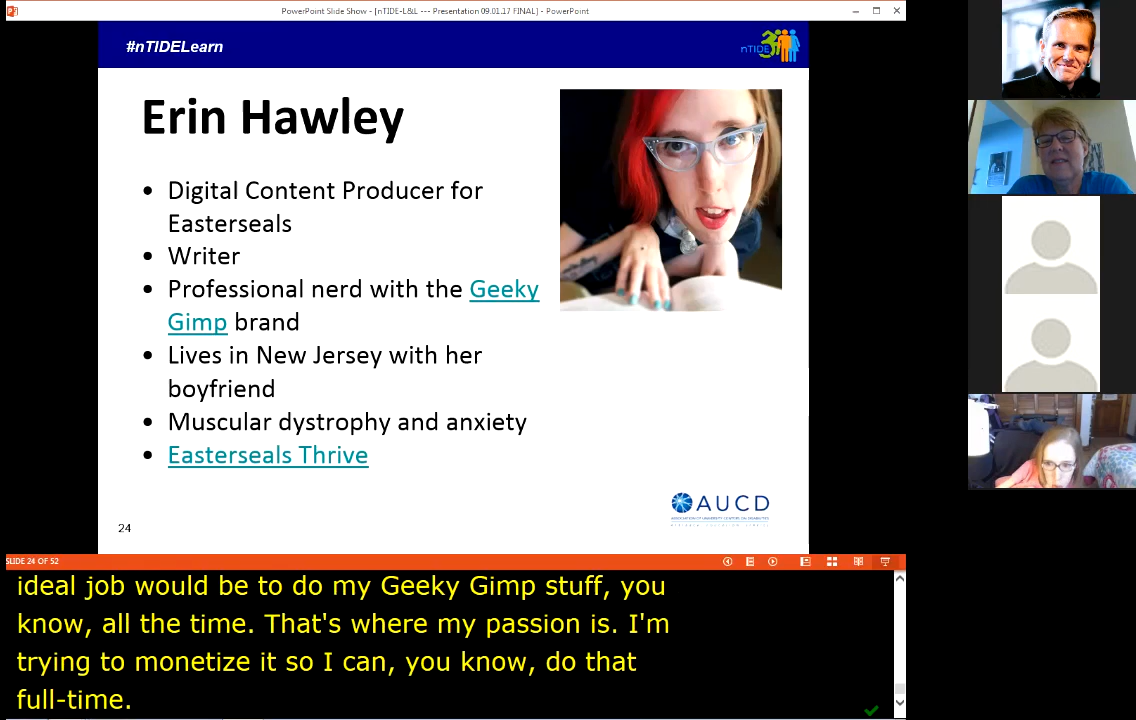 PowerPoint Slide Show - [nTIDE-L&L --- Presentation 09.01.17 FINAL] - PowerPoint
#nTIDELearn
nTIDE
Erin Hawley
• Digital Content Producer for
Easterseals
• Writer
• Professional nerd with the Geeky
Gimp brand
• Lives in New Jersey with her
boyfriend
• Muscular dystrophy and anxiety
• Easterseals Thrive
AUCD
24
SLIDE 24 OF 52
ideal job would be to do my Geeky Gimp stuff, you
know, all the time. That's where my passion is. I'm
trying to monetize it so I can, you know, do that
full-time.